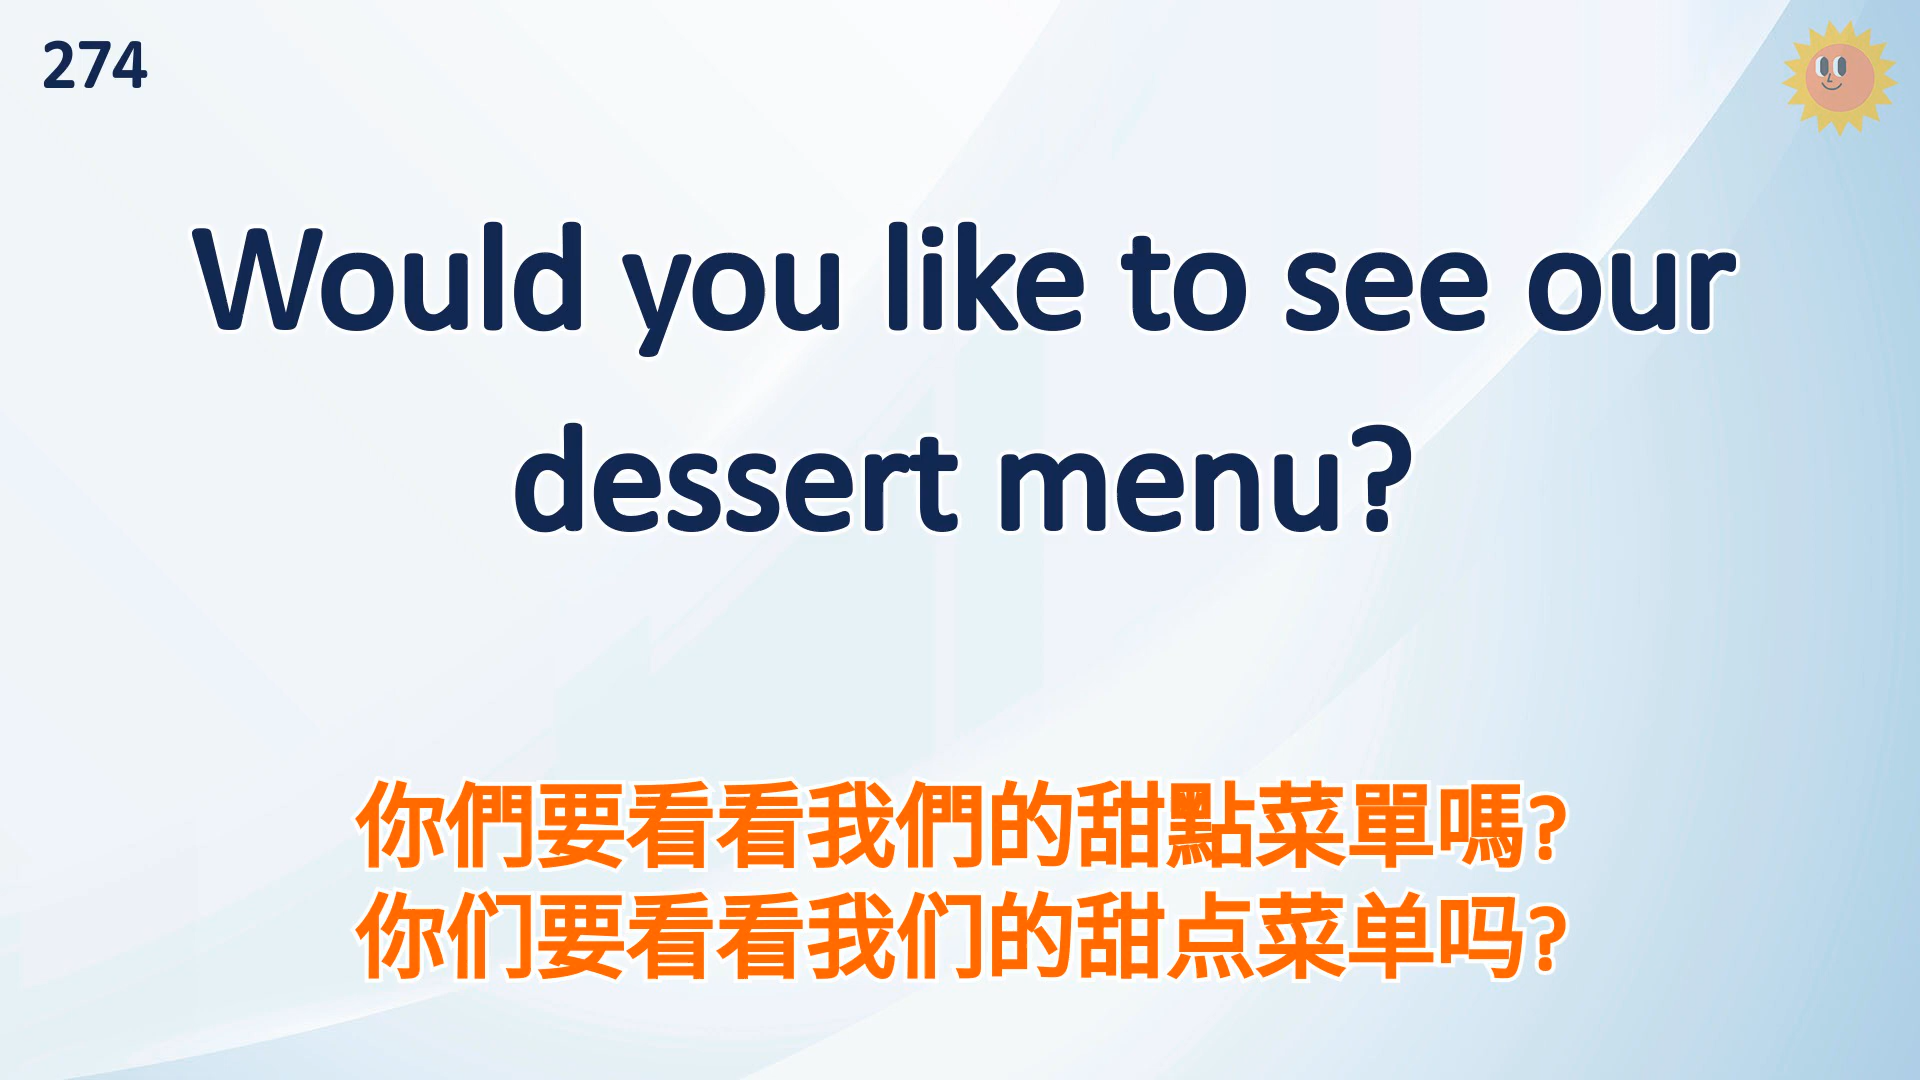 274
Would you like to see our
dessert menu?
你們要看看我們的甜點菜單嗎?
你们要看看我们的甜点菜单吗?